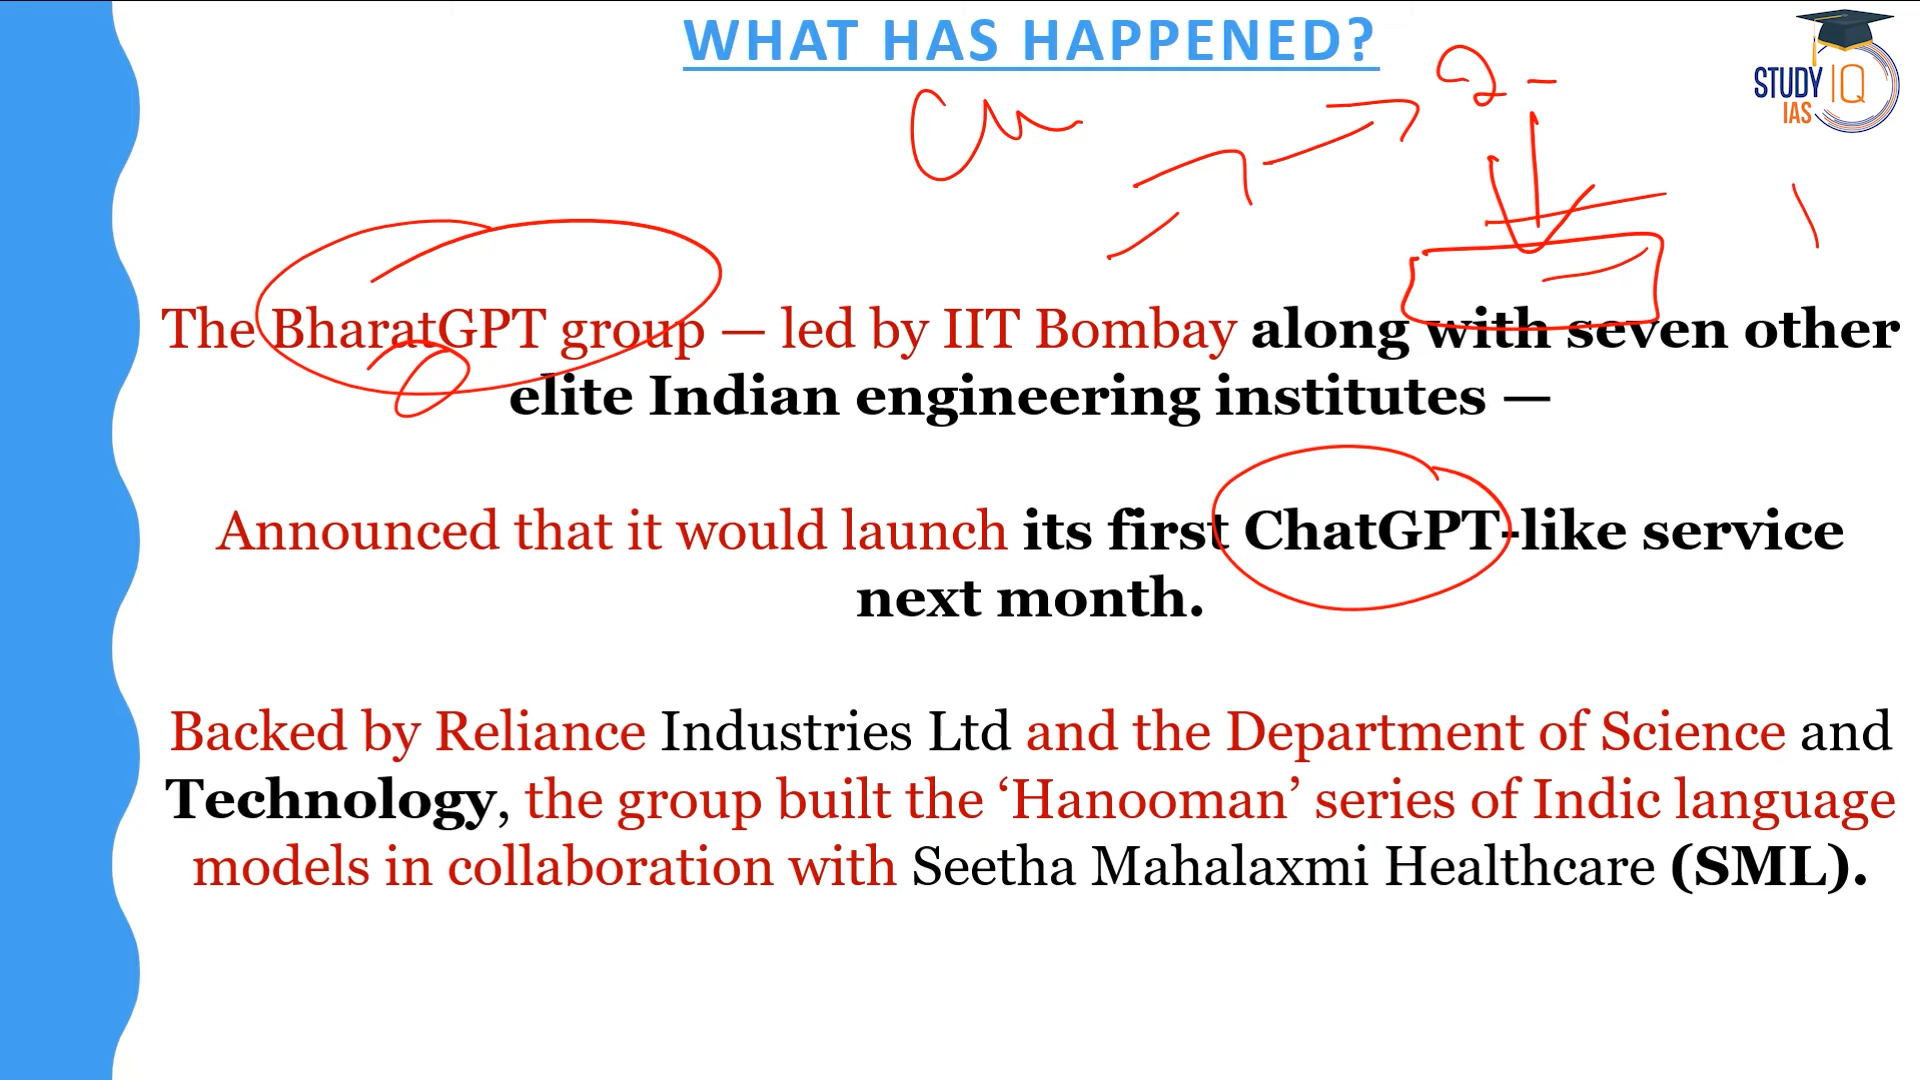 WHAT HAS HAPPENED?
STUDY IQ
IAS
The BharatGPT group — led by IIT Bombay along with seven other
elite Indian engineering institutes —
Announced that it would launch its first ChatGPT-like service
next month.
Backed by Reliance Industries Ltd and the Department of Science and
Technology, the group built the ‘Hanooman’ series of Indic language
models in collaboration with Seetha Mahalaxmi Healthcare (SML).